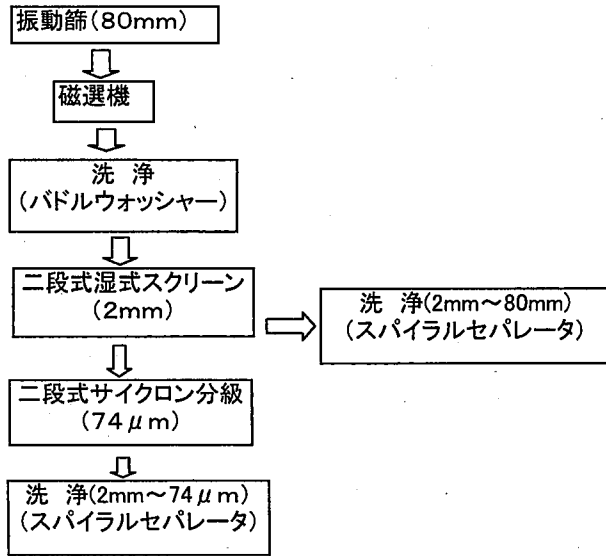 振動篩(80mm)
磁選機
洗 浄
(バドルウォッシャー)
二段式湿式スクリーン
(2mm)
洗 浄(2mm～80mm)
(スパイラルセパレータ)
二段式サイクロン分級
(74μm)
洗 浄(2mm～74μm)
(スパイラルセパレータ)